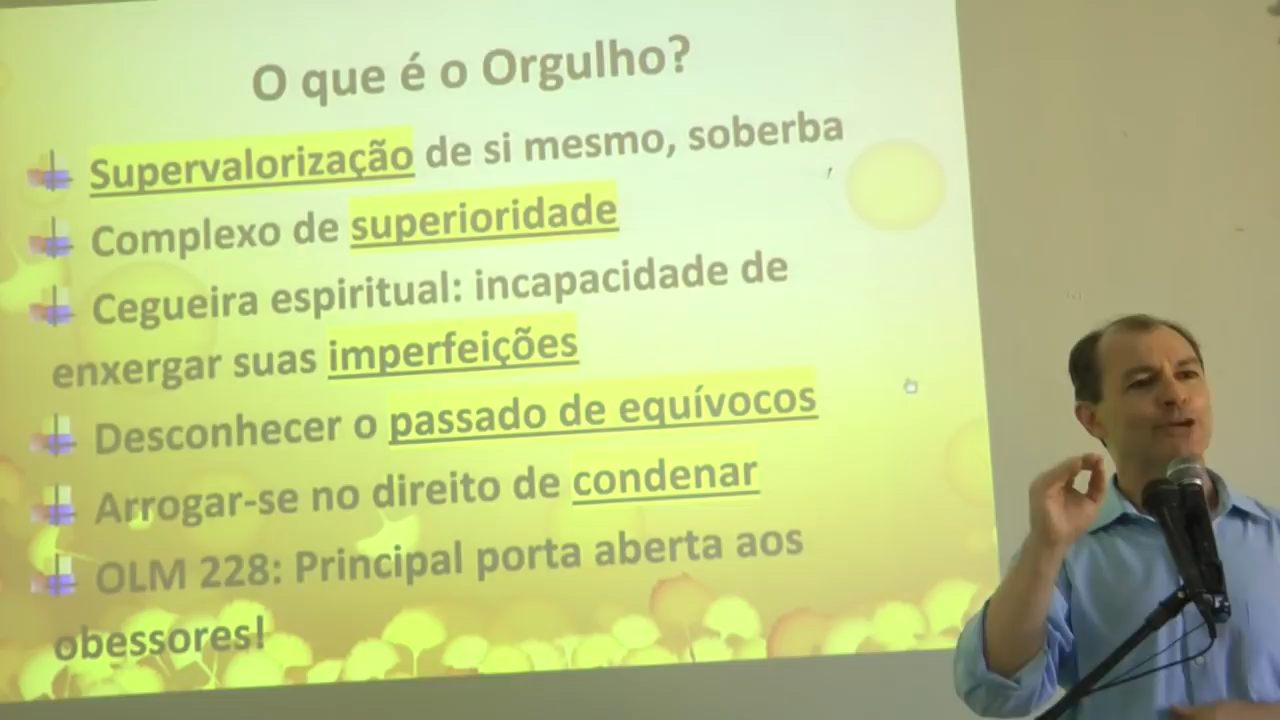 O que é o Orgulho?
Supervalorização de si mesmo, soberba
Complexo de superioridade
Cegueira espiritual: incapacidade de
enxergar suas imperfeições
Desconhecer o passado de equívocos
Arrogar-se no direito de condenar
OLM 228: Principal porta aberta aos
obessores!